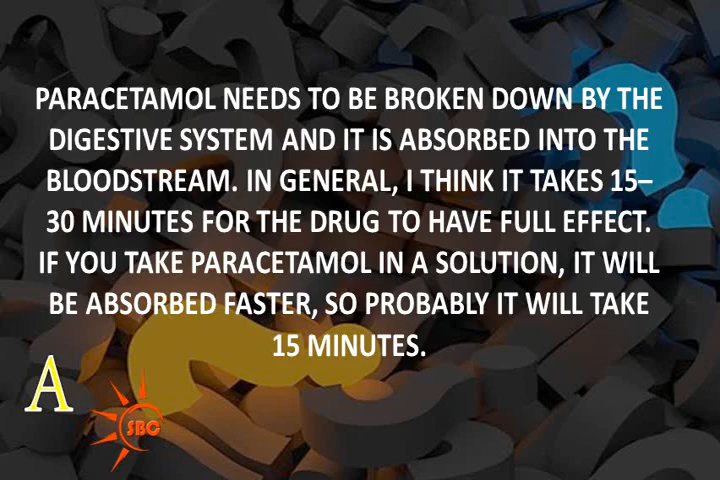 PARACETAMOL NEEDS TO BE BROKEN DOWN BY THE
DIGESTIVE SYSTEM AND IT IS ABSORBED INTO THE
BLOODSTREAM. IN GENERAL, I THINK IT TAKES 15–
30 MINUTES FOR THE DRUG TO HAVE FULL EFFECT.
IF YOU TAKE PARACETAMOL IN A SOLUTION, IT WILL
BE ABSORBED FASTER, SO PROBABLY IT WILL TAKE
15 MINUTES.
A
SBC